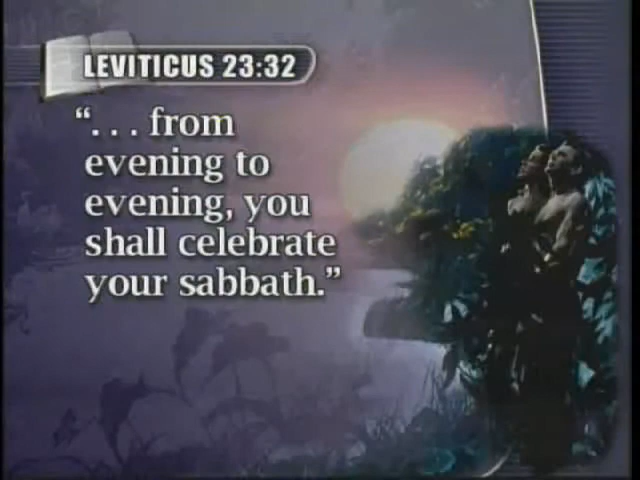 LEVITICUS 23:32
“. . . from
evening to
evening, you
shall celebrate
your sabbath.”